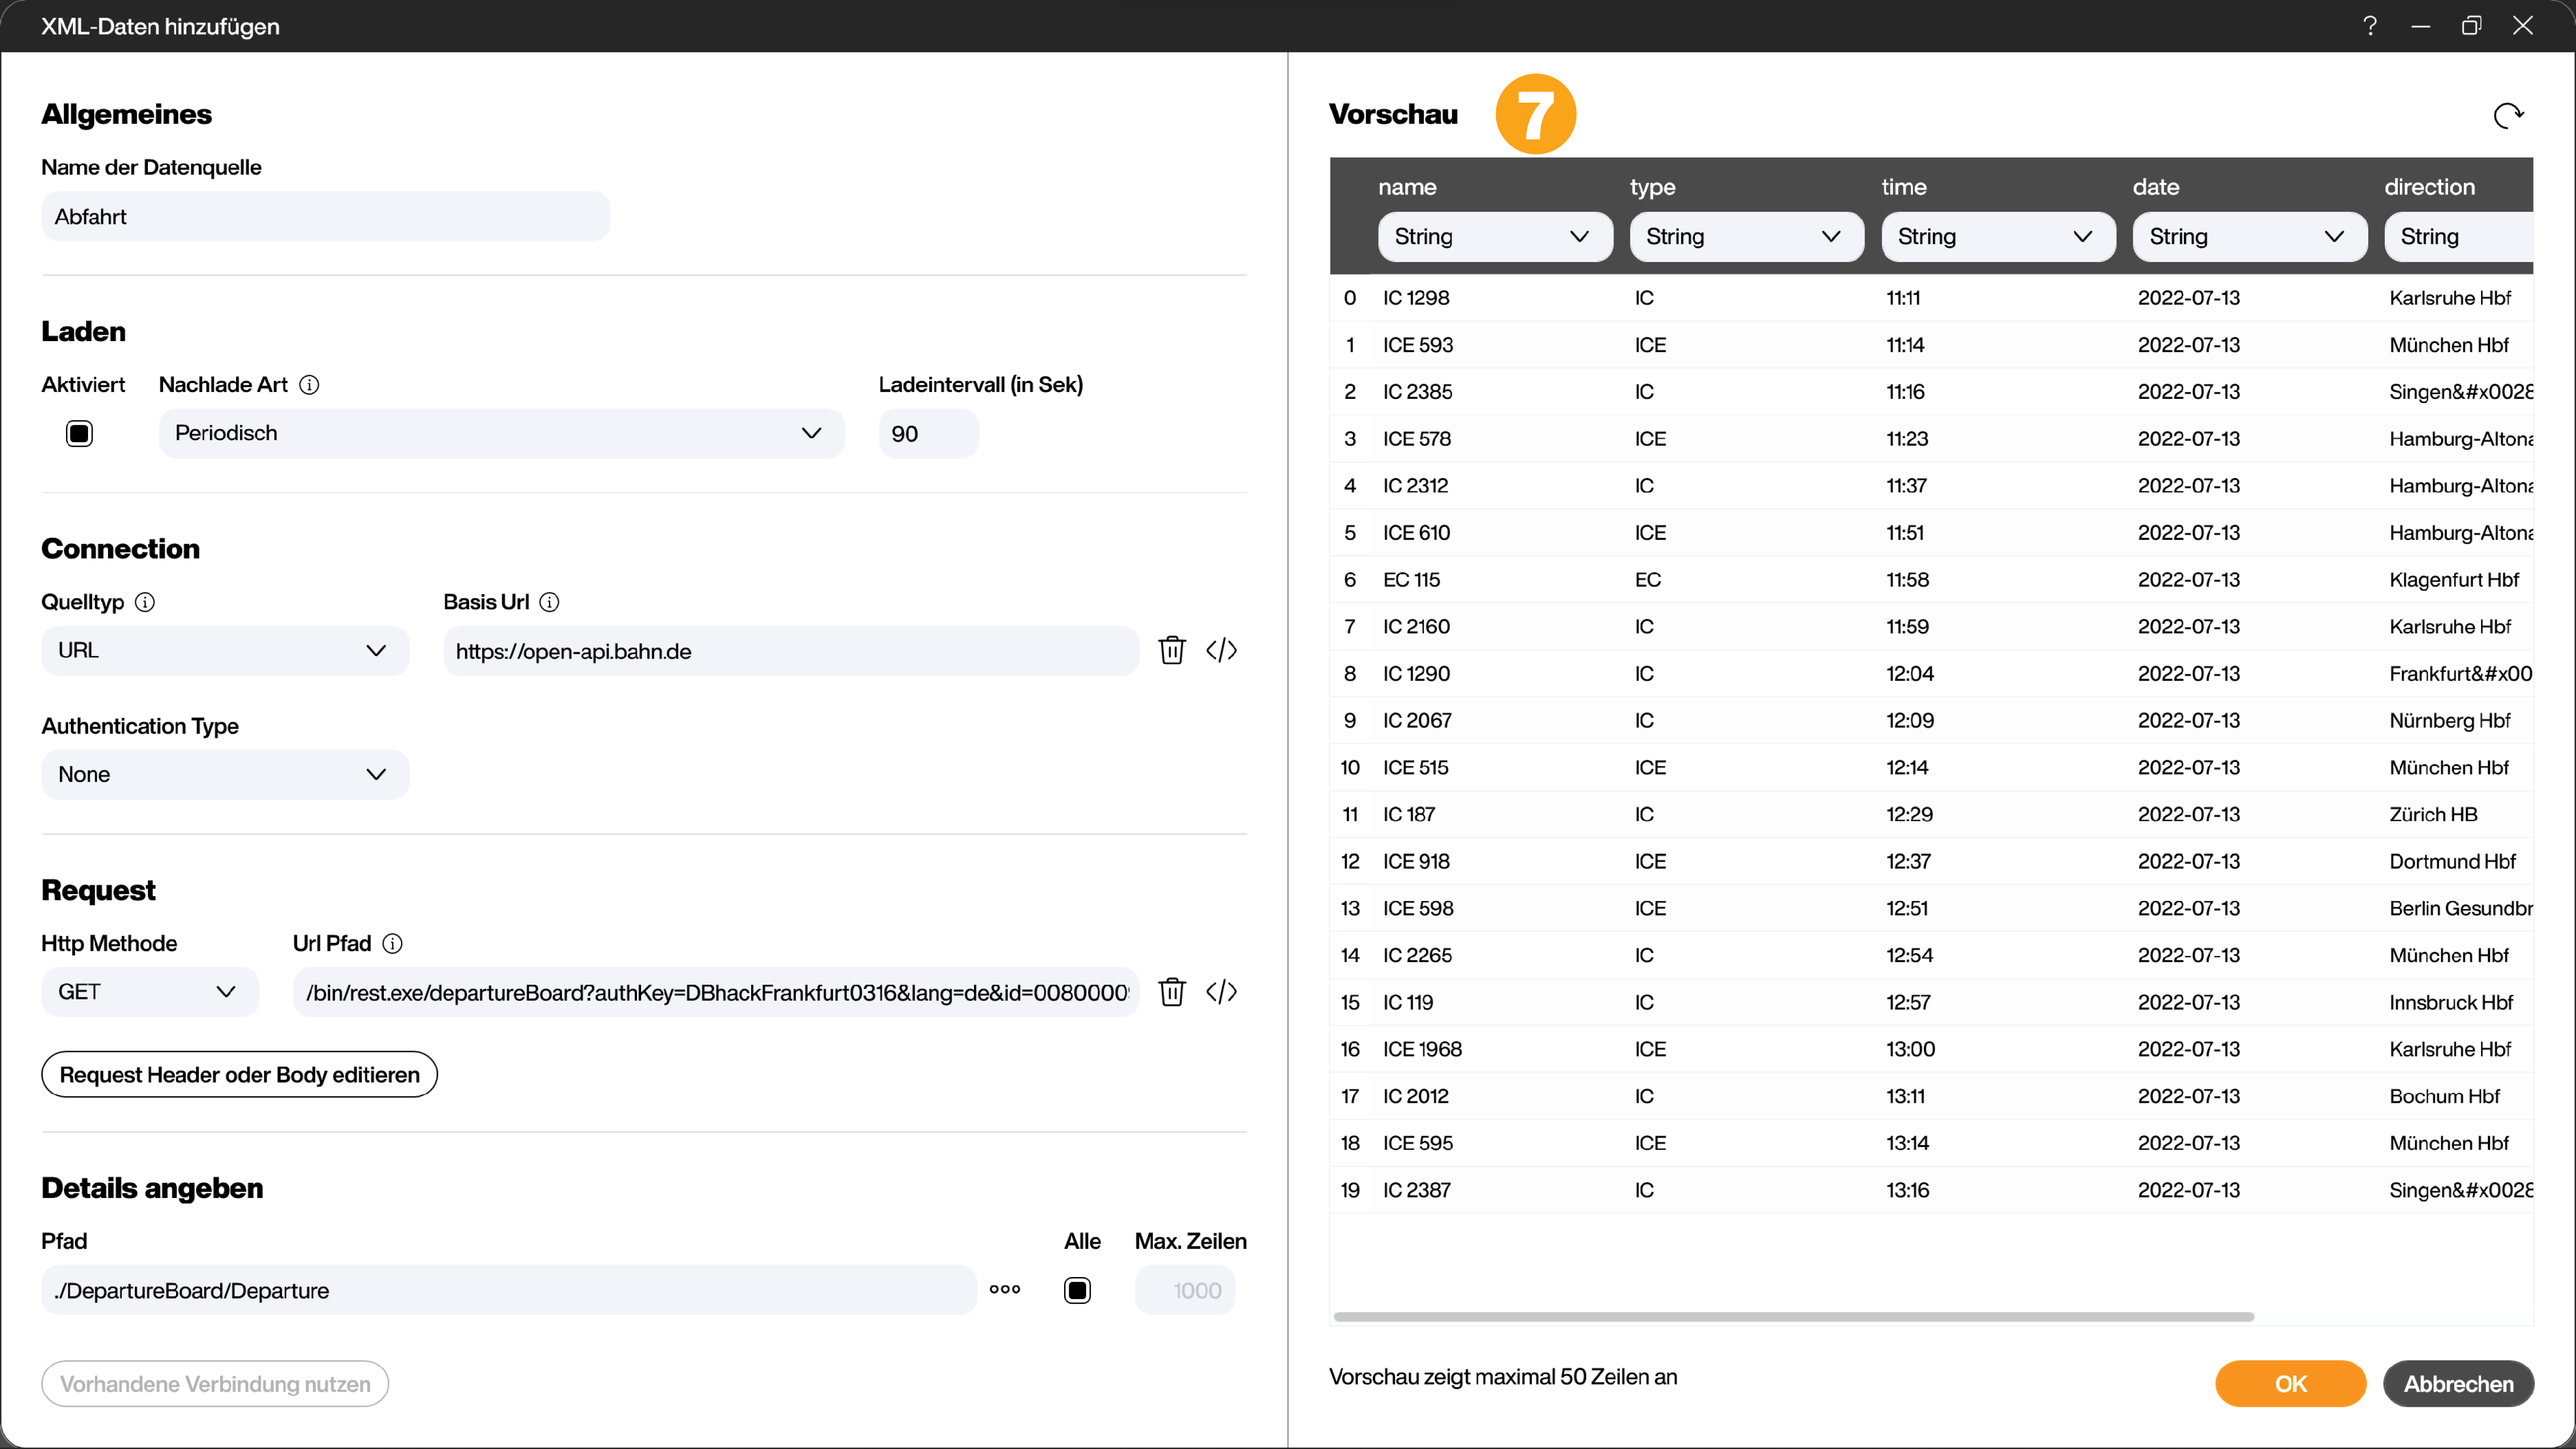 XML-Daten hinzufügen
Allgemeines
Name der Datenquelle
Abfahrt
Laden
Aktiviert Nachlade Art Ladeintervall (in Sek)
Periodisch 90
Connection
Quelltyp Basis Url
URL https://open-api.bahn.de
Authentication Type
None
Request
Http Methode Url Pfad
GET /bin/rest.exe/departureBoard?authKey=DBhackFrankfurt0316&lang=de&id=0080000
Request Header oder Body editieren
Details angeben
Pfad Alle Max. Zeilen
./DepartureBoard/Departure 1000
Vorhandene Verbindung nutzen
Vorschau 7
name type time date direction
String String String String String
0 IC 1298 IC 11:11 2022-07-13 Karlsruhe Hbf
1 ICE 593 ICE 11:14 2022-07-13 München Hbf
2 IC 2385 IC 11:16 2022-07-13 Singen&#x0028
3 ICE 578 ICE 11:23 2022-07-13 Hamburg-Altona
4 IC 2312 IC 11:37 2022-07-13 Hamburg-Altona
5 ICE 610 ICE 11:51 2022-07-13 Hamburg-Altona
6 EC 115 EC 11:58 2022-07-13 Klagenfurt Hbf
7 IC 2160 IC 11:59 2022-07-13 Karlsruhe Hbf
8 IC 1290 IC 12:04 2022-07-13 Frankfurt&#x00
9 IC 2067 IC 12:09 2022-07-13 Nürnberg Hbf
10 ICE 515 ICE 12:14 2022-07-13 München Hbf
11 IC 187 IC 12:29 2022-07-13 Zürich HB
12 ICE 918 ICE 12:37 2022-07-13 Dortmund Hbf
13 ICE 598 ICE 12:51 2022-07-13 Berlin Gesundbr
14 IC 2265 IC 12:54 2022-07-13 München Hbf
15 IC 119 IC 12:57 2022-07-13 Innsbruck Hbf
16 ICE 1968 ICE 13:00 2022-07-13 Karlsruhe Hbf
17 IC 2012 IC 13:11 2022-07-13 Bochum Hbf
18 ICE 595 ICE 13:14 2022-07-13 München Hbf
19 IC 2387 IC 13:16 2022-07-13 Singen&#x0028
Vorschau zeigt maximal 50 Zeilen an
OK Abbrechen